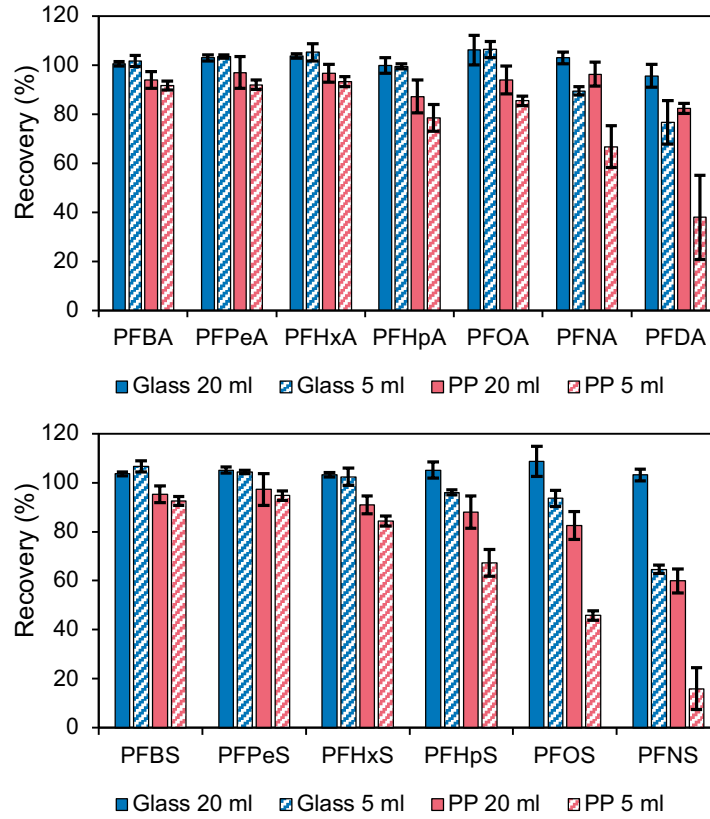 120
100
80
60
40
20
0
Recovery (%)
PFBA PFPeA PFHxA PFHpA PFOA PFNA PFDA
Glass 20 ml Glass 5 ml PP 20 ml PP 5 ml
120
100
80
60
40
20
0
Recovery (%)
PFBS PFPeS PFHxS PFHpS PFOS PFNS
Glass 20 ml Glass 5 ml PP 20 ml PP 5 ml